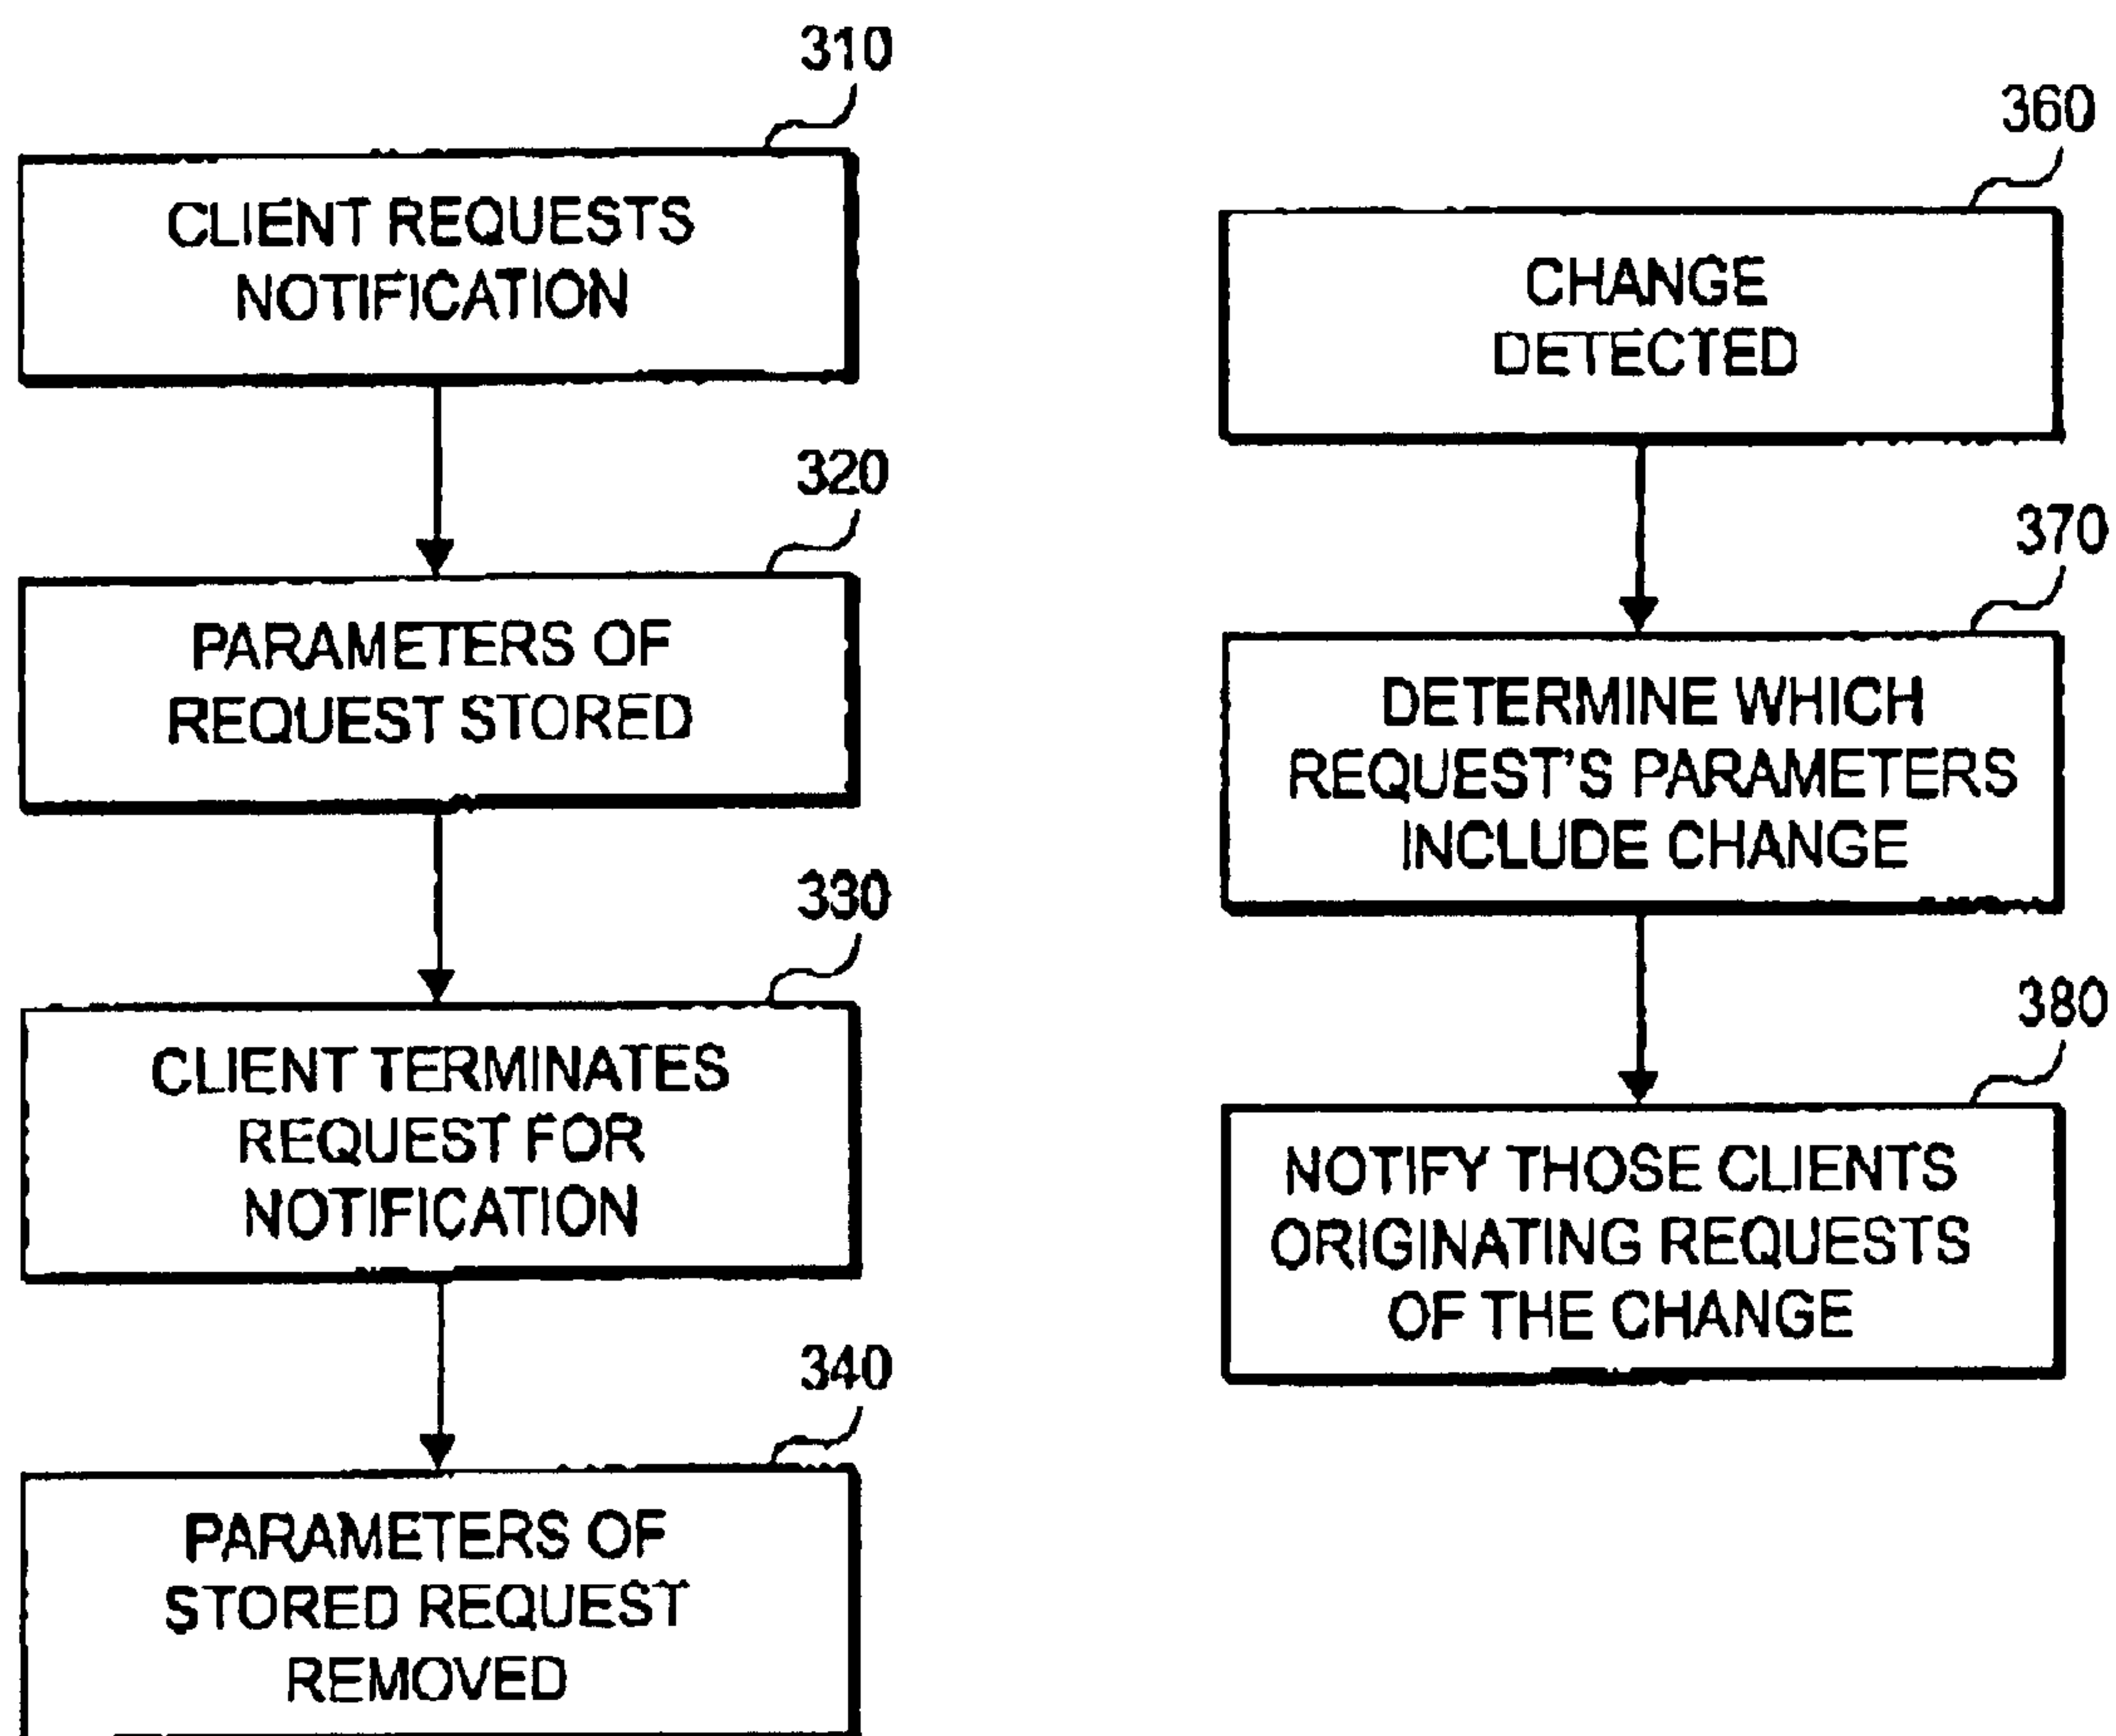 310
CLIENT REQUESTS
NOTIFICATION
320
PARAMETERS OF
REQUEST STORED
330
CLIENT TERMINATES
REQUEST FOR
NOTIFICATION
340
PARAMETERS OF
STORED REQUEST
REMOVED
360
CHANGE
DETECTED
370
DETERMINE WHICH
REQUEST'S PARAMETERS
INCLUDE CHANGE
380
NOTIFY THOSE CLIENTS
ORIGINATING REQUESTS
OF THE CHANGE